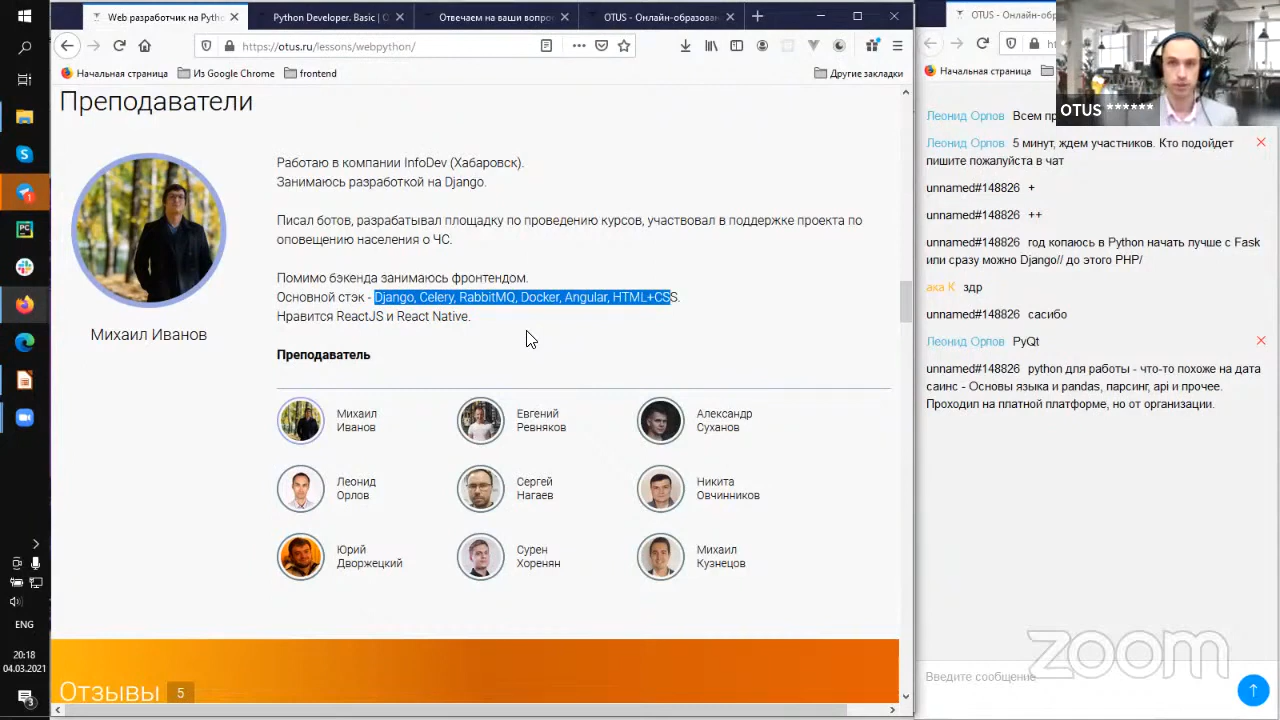 Web разработчик на Pytho
Python Developer. Basic | O
Отвечаем на ваши вопрос
OTUS - Онлайн-образован
https://otus.ru/lessons/webpython/
Начальная страница
Из Google Chrome
frontend
Другие закладки
Преподаватели
Работаю в компании InfoDev (Хабаровск).
Занимаюсь разработкой на Django.
Писал ботов, разрабатывал площадку по проведению курсов, участвовал в поддержке проекта по
оповещению населения о ЧС.
Помимо бэкенда занимаюсь фронтендом.
Основной стэк - Django, Celery, RabbitMQ, Docker, Angular, HTML+CSS.
Нравится ReactJS и React Native.
Преподаватель
Михаил Иванов
Михаил
Иванов
Евгений
Ревняков
Александр
Суханов
Леонид
Орлов
Сергей
Нагаев
Никита
Овчинников
Юрий
Дворжецкий
Сурен
Хоренян
Михаил
Кузнецов
Отзывы 5
ENG
20:18
04.03.2021
3
OTUS - Онлайн-об
Начальная страница
OTUS ******
Леонид Орлов Всем пр
Леонид Орлов 5 минут, ждем участников. Кто подойдет
пишите пожалуйста в чат
unnamed#148826 +
unnamed#148826 ++
unnamed#148826 год копаюсь в Python начать лучше с Fask
или сразу можно Django// до этого PHP/
ака К здр
unnamed#148826 сасибо
Леонид Орлов PyQt
unnamed#148826 python для работы - что-то похоже на дата
саинс - Основы языка и pandas, парсинг, api и прочее.
Проходил на платной платформе, но от организации.
zoom
Введите сообщение